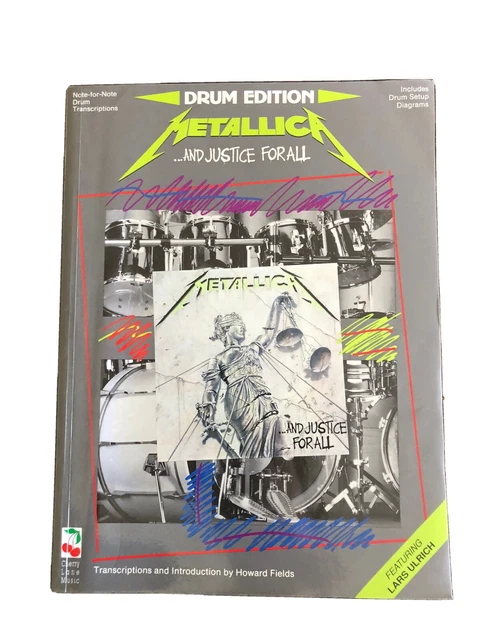 Note-for-Note
Drum
Transcriptions
DRUM EDITION
Includes
Drum Setup
Diagrams
METALLICA
...AND JUSTICE FOR ALL
METALLICA
...AND JUSTICE
FOR ALL
FEATURING
LARS ULRICH
Cherry
Lane
Music
Transcriptions and Introduction by Howard Fields